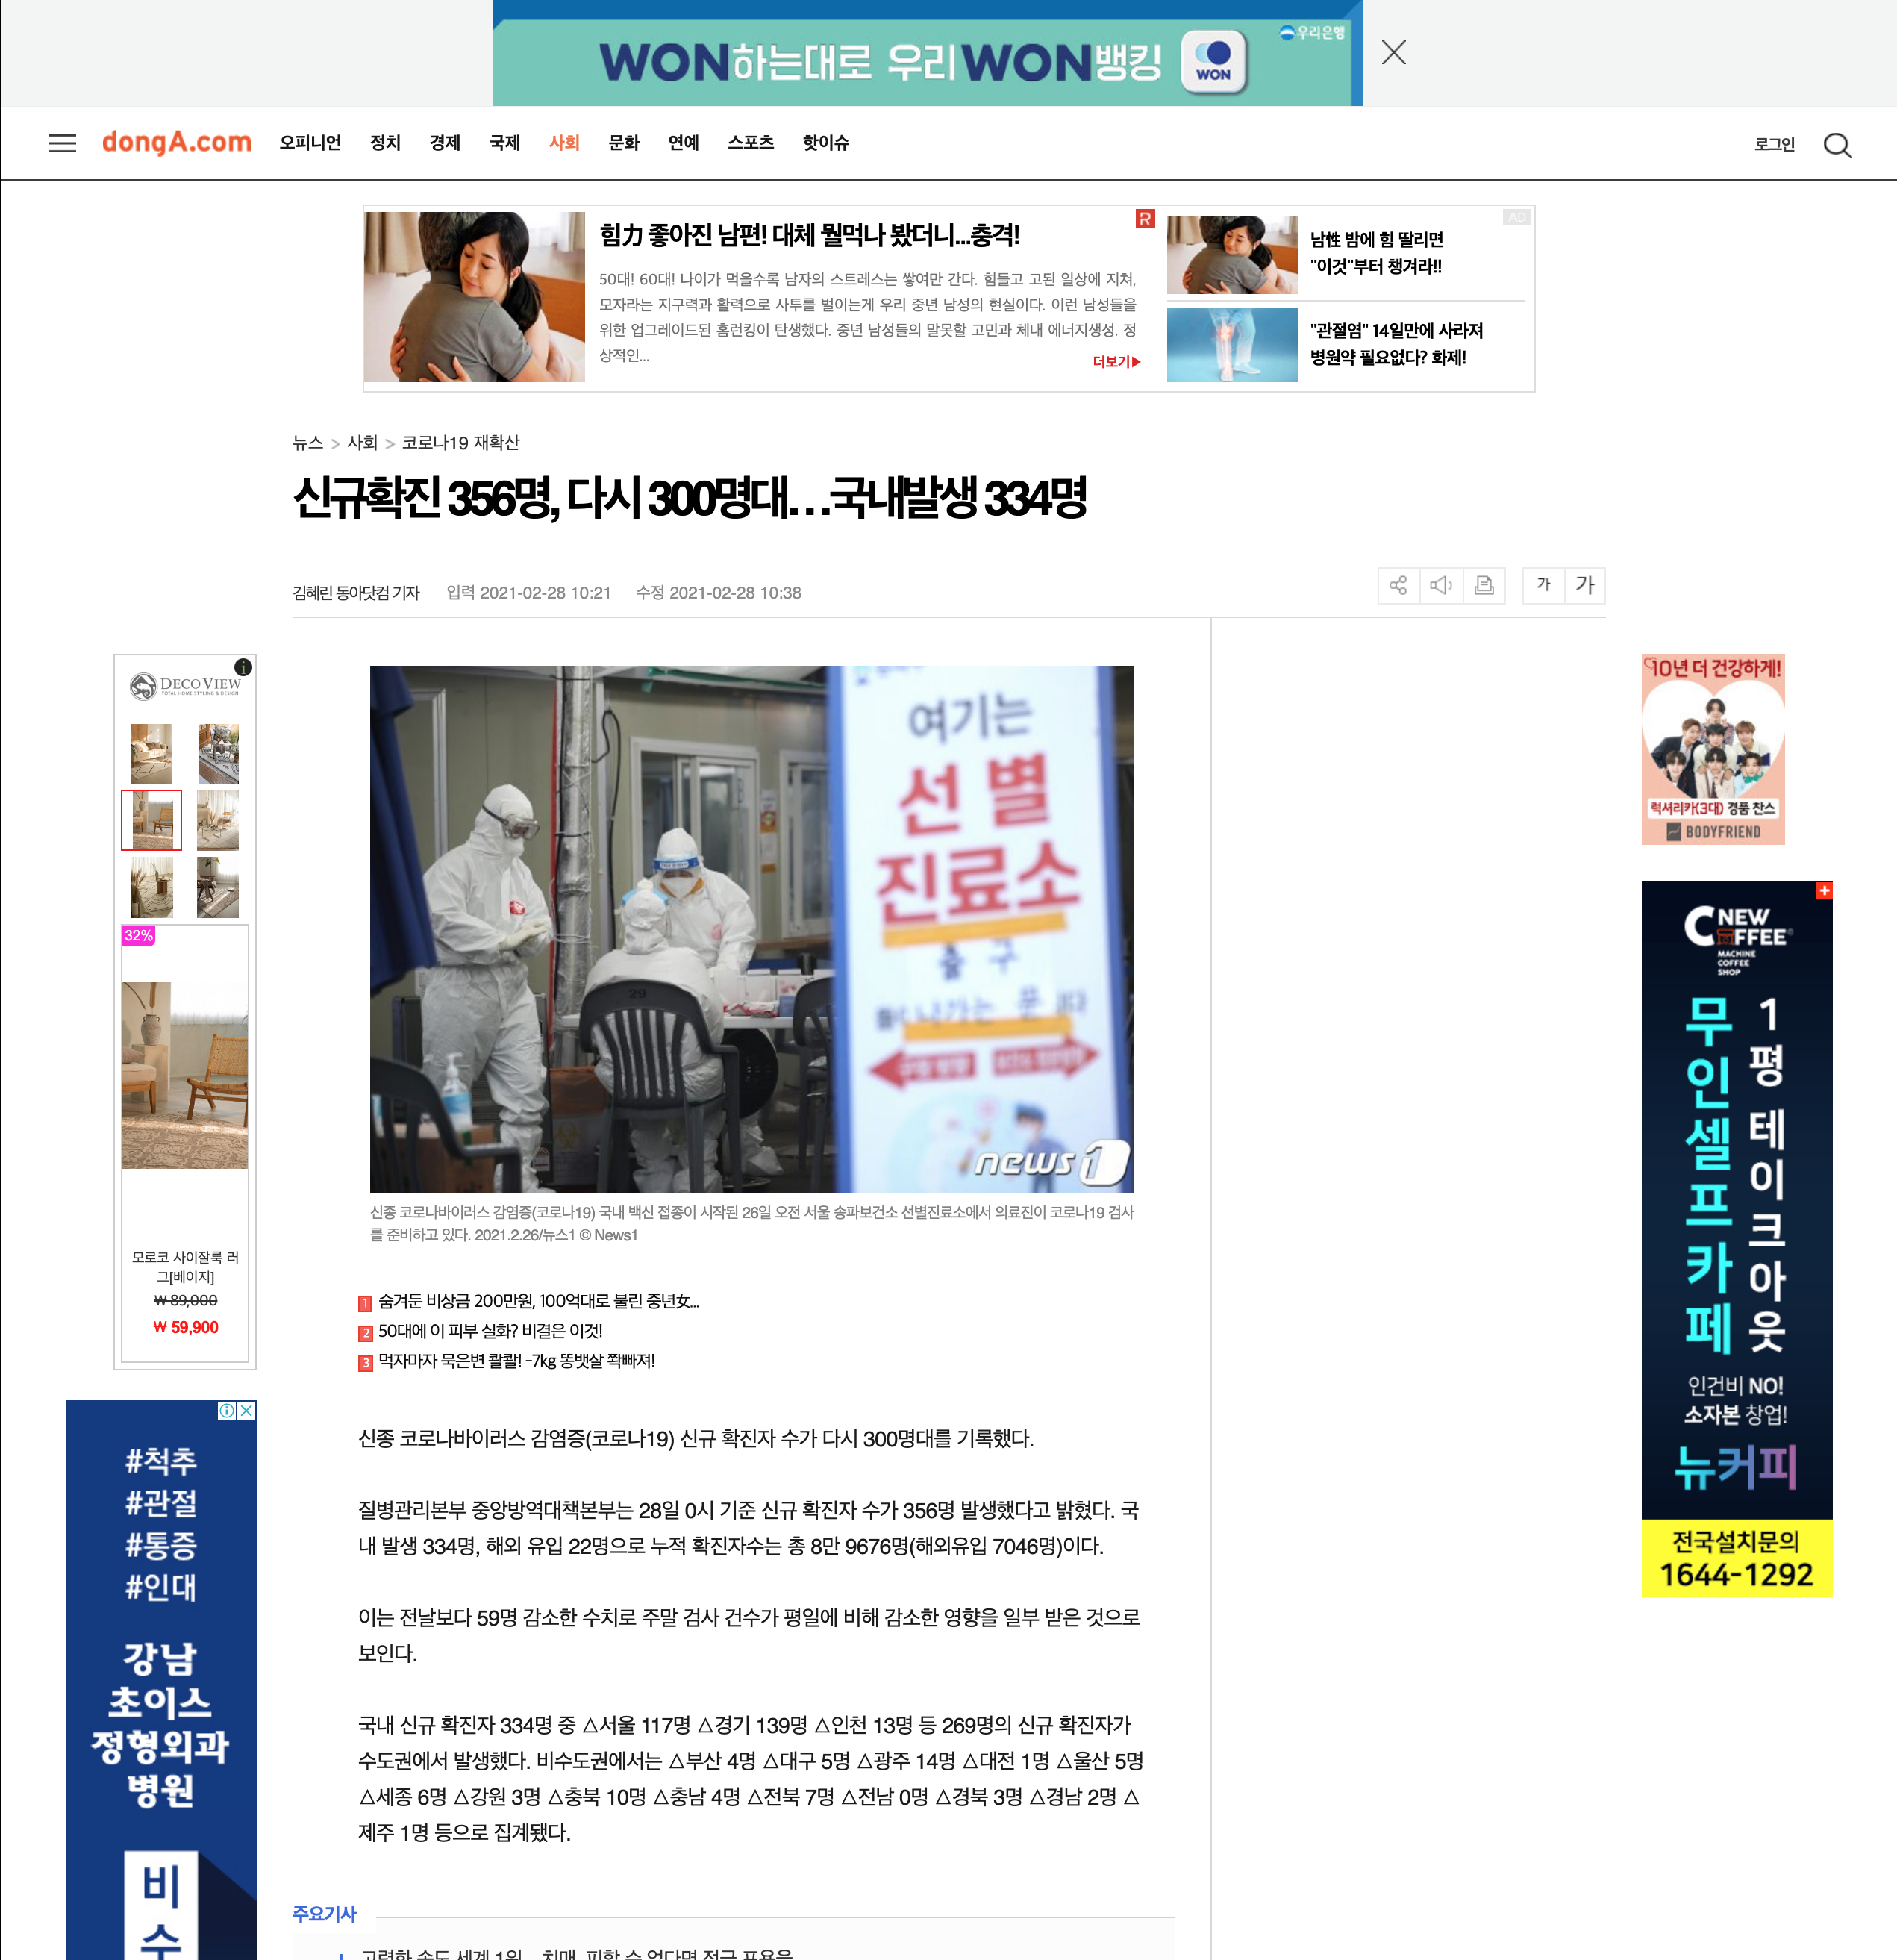 WON하는대로 우리WON뱅킹
WON
우리은행
dongA.com 오피니언 정치 경제 국제 사회 문화 연예 스포츠 핫이슈 로그인
힘力 좋아진 남편! 대체 뭘먹나 봤더니...충격!
R
50대! 60대! 나이가 먹을수록 남자의 스트레스는 쌓여만 간다. 힘들고 고된 일상에 지쳐,
모자라는 지구력과 활력으로 사투를 벌이는게 우리 중년 남성의 현실이다. 이런 남성들을
위한 업그레이드된 홈런킹이 탄생했다. 중년 남성들의 말못할 고민과 체내 에너지생성. 정
상적인...
더보기▶
AD
남性 밤에 힘 딸리면
"이것"부터 챙겨라!!
"관절염" 14일만에 사라져
병원약 필요없다? 화제!
뉴스 > 사회 > 코로나19 재확산
신규확진 356명, 다시 300명대…국내발생 334명
김혜린 동아닷컴 기자 입력 2021-02-28 10:21 수정 2021-02-28 10:38
가 가
DECOVIEW
TOTAL HOME STYLING & DESIGN
32%
모로코 사이잘룩 러
그[베이지]
₩ 89,000
₩ 59,900
#척추
#관절
#통증
#인대
강남
초이스
정형외과
병원
비
수
여기는
선별
진료소
출구
news1
신종 코로나바이러스 감염증(코로나19) 국내 백신 접종이 시작된 26일 오전 서울 송파보건소 선별진료소에서 의료진이 코로나19 검사
를 준비하고 있다. 2021.2.26/뉴스1 © News1
1 숨겨둔 비상금 200만원, 100억대로 불린 중년女...
2 50대에 이 피부 실화? 비결은 이것!
3 먹자마자 묵은변 콸콸! -7kg 똥뱃살 쫙빠져!
신종 코로나바이러스 감염증(코로나19) 신규 확진자 수가 다시 300명대를 기록했다.
질병관리본부 중앙방역대책본부는 28일 0시 기준 신규 확진자 수가 356명 발생했다고 밝혔다. 국
내 발생 334명, 해외 유입 22명으로 누적 확진자수는 총 8만 9676명(해외유입 7046명)이다.
이는 전날보다 59명 감소한 수치로 주말 검사 건수가 평일에 비해 감소한 영향을 일부 받은 것으로
보인다.
국내 신규 확진자 334명 중 △서울 117명 △경기 139명 △인천 13명 등 269명의 신규 확진자가
수도권에서 발생했다. 비수도권에서는 △부산 4명 △대구 5명 △광주 14명 △대전 1명 △울산 5명
△세종 6명 △강원 3명 △충북 10명 △충남 4명 △전북 7명 △전남 0명 △경북 3명 △경남 2명 △
제주 1명 등으로 집계됐다.
주요기사
고령화 속도 세계 1위… 치매, 피할 수 없다면 적극 포용을
10년 더 건강하게!
럭셔리카(3대) 경품 찬스
BODYFRIEND
NEW
COFFEE
MACHINE
COFFEE
SHOP
1평 테이크아웃
무인셀프카페
인건비 NO!
소자본 창업!
뉴커피
전국설치문의
1644-1292